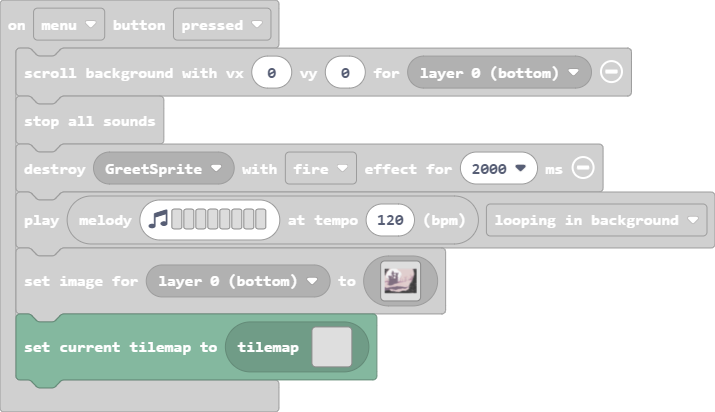 on menu button pressed
scroll background with vx 0 vy 0 for layer 0 (bottom)
stop all sounds
destroy GreetSprite with fire effect for 2000 ms
play melody at tempo 120 (bpm) looping in background
set image for layer 0 (bottom) to
set current tilemap to tilemap